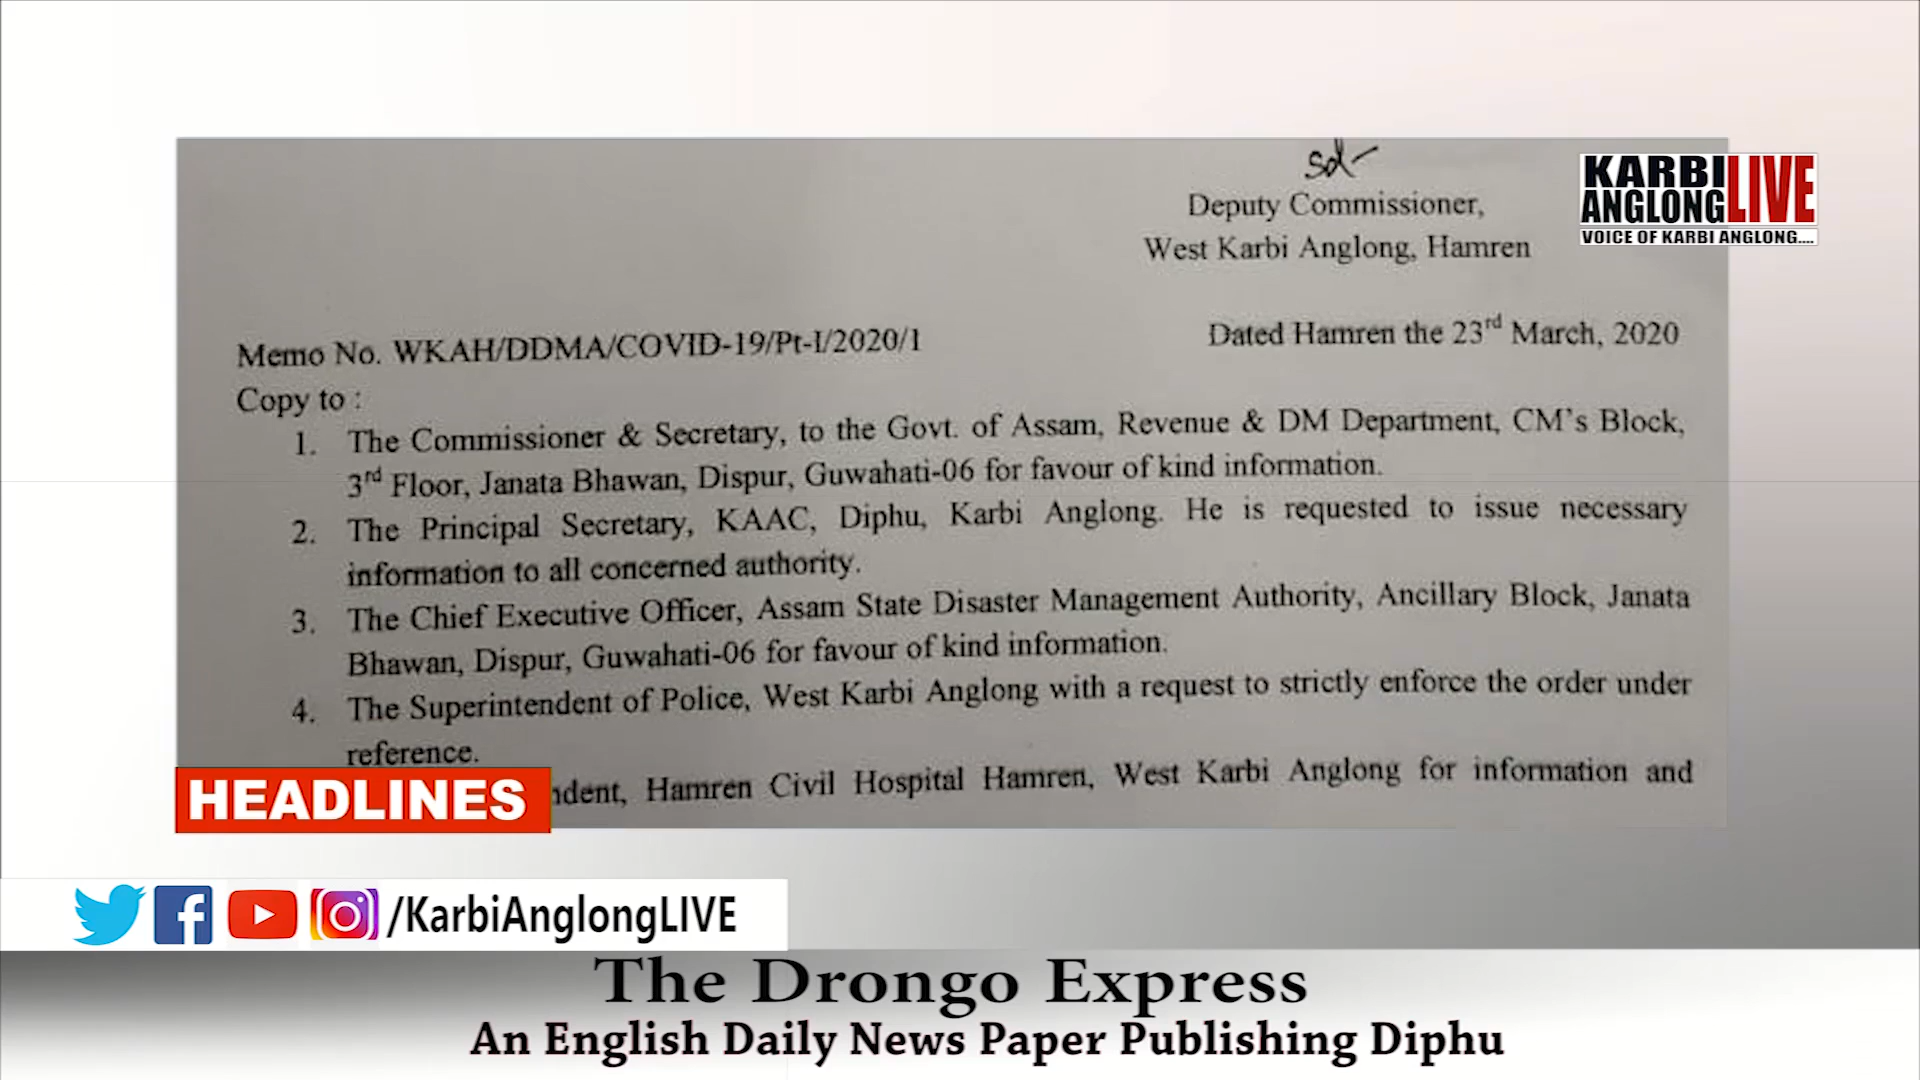 Sd/-
Deputy Commissioner,
West Karbi Anglong, Hamren
KARBI
ANGLONG
LIVE
VOICE OF KARBI ANGLONG....
Memo No. WKAH/DDMA/COVID-19/Pt-I/2020/1
Dated Hamren the 23rd March, 2020
Copy to :
1. The Commissioner & Secretary, to the Govt. of Assam, Revenue & DM Department, CM's Block,
3rd Floor, Janata Bhawan, Dispur, Guwahati-06 for favour of kind information.
2. The Principal Secretary, KAAC, Diphu, Karbi Anglong. He is requested to issue necessary
information to all concerned authority.
3. The Chief Executive Officer, Assam State Disaster Management Authority, Ancillary Block, Janata
Bhawan, Dispur, Guwahati-06 for favour of kind information.
4. The Superintendent of Police, West Karbi Anglong with a request to strictly enforce the order under
reference.
Hamren Civil Hospital Hamren, West Karbi Anglong for information and
HEADLINES
/KarbiAnglongLIVE
The Drongo Express
An English Daily News Paper Publishing Diphu